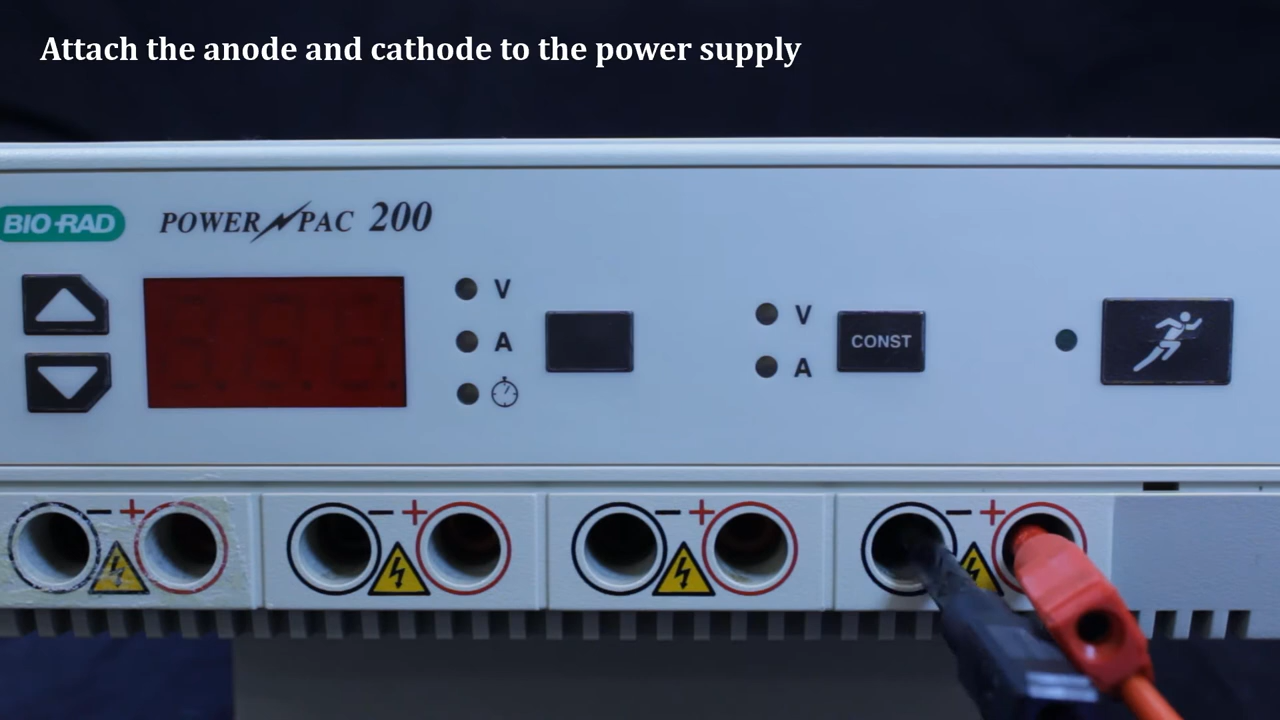 Attach the anode and cathode to the power supply
BIO-RAD
POWER PAC 200
V
A
V
A
CONST
- +
- +
- +
- +